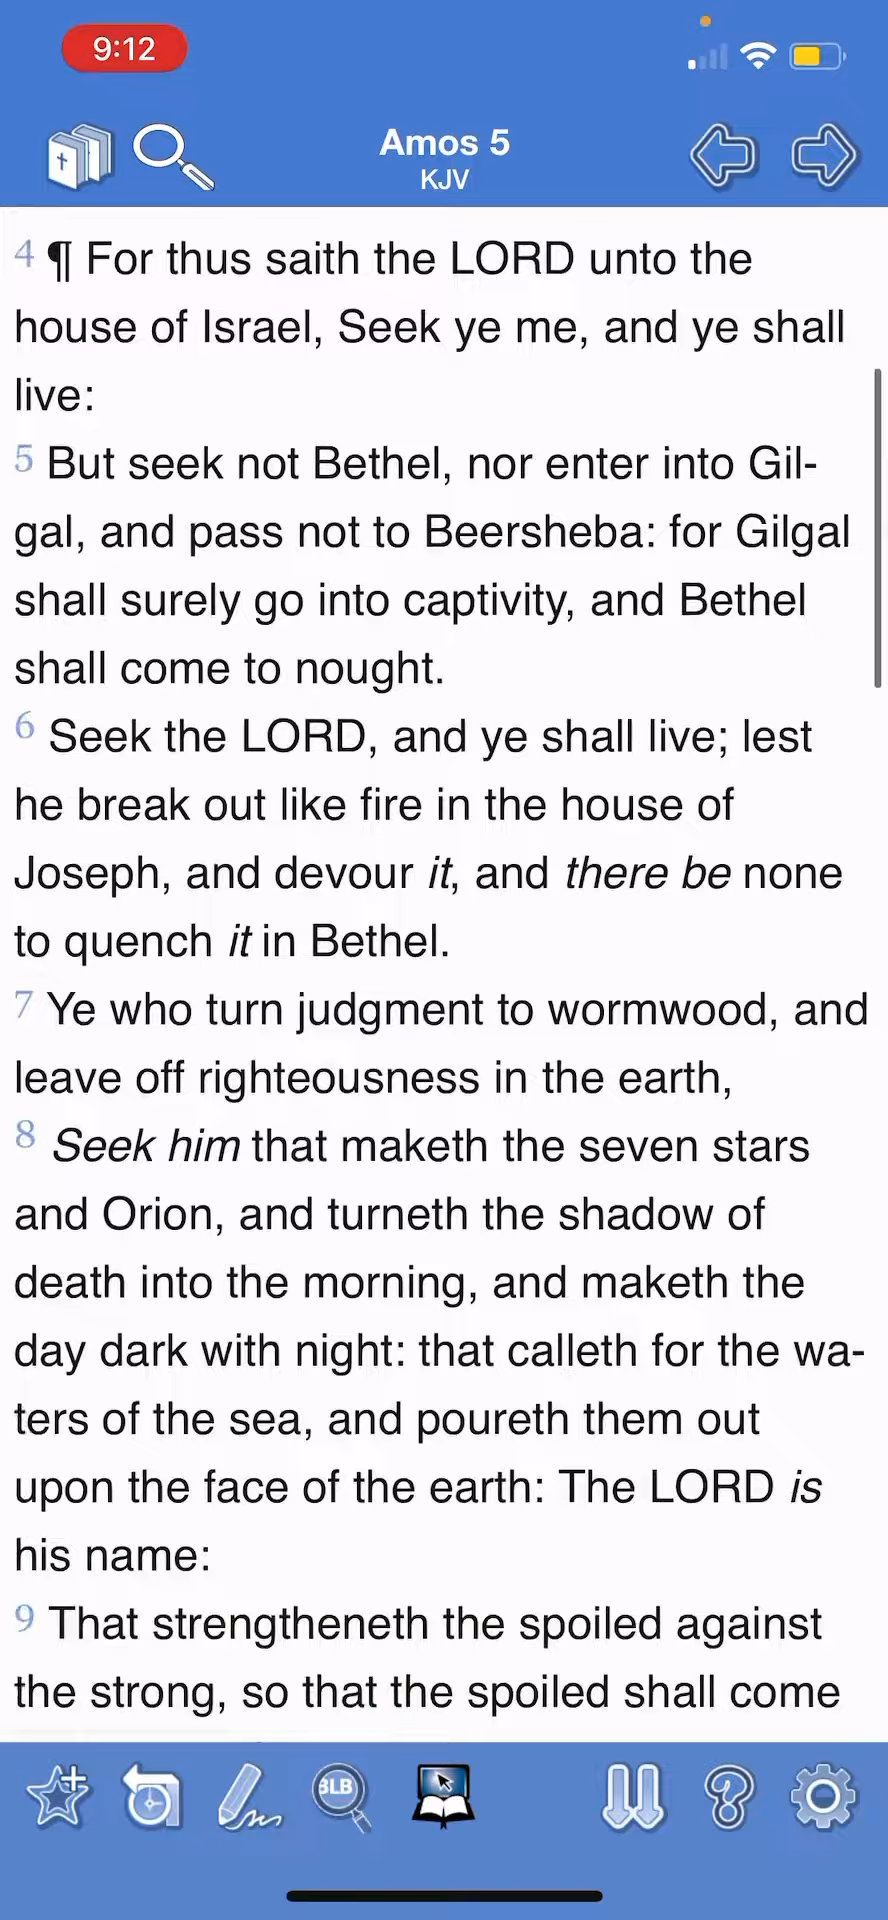 9:12
Amos 5
KJV
4 ¶ For thus saith the LORD unto the
house of Israel, Seek ye me, and ye shall
live:
5 But seek not Bethel, nor enter into Gil-
gal, and pass not to Beersheba: for Gilgal
shall surely go into captivity, and Bethel
shall come to nought.
6 Seek the LORD, and ye shall live; lest
he break out like fire in the house of
Joseph, and devour it, and there be none
to quench it in Bethel.
7 Ye who turn judgment to wormwood, and
leave off righteousness in the earth,
8 Seek him that maketh the seven stars
and Orion, and turneth the shadow of
death into the morning, and maketh the
day dark with night: that calleth for the wa-
ters of the sea, and poureth them out
upon the face of the earth: The LORD is
his name:
9 That strengtheneth the spoiled against
the strong, so that the spoiled shall come
BLB